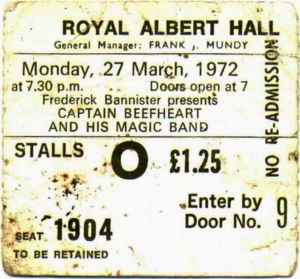 ROYAL ALBERT HALL
General Manager: FRANK J. MUNDY
Monday, 27 March, 1972
at 7.30 p.m. Doors open at 7
Frederick Bannister presents
CAPTAIN BEEFHEART
AND HIS MAGIC BAND
NO RE-ADMISSION
STALLS O £1.25
Enter by
Door No. 9
SEAT 1904
TO BE RETAINED